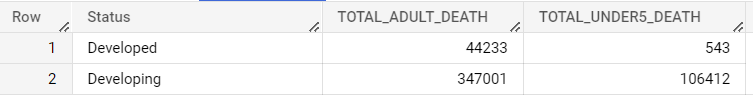 Row Status TOTAL_ADULT_DEATH TOTAL_UNDER5_DEATH
1 Developed 44233 543
2 Developing 347001 106412